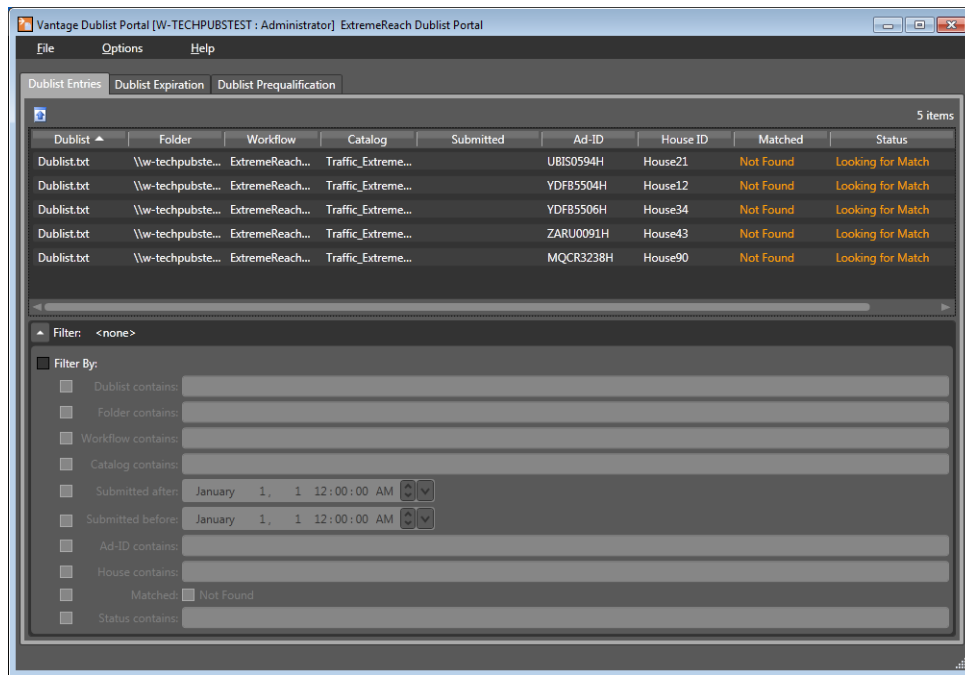 Vantage Dublist Portal [W-TECHPUBSTEST : Administrator] ExtremeReach Dublist Portal
File Options Help
Dublist Entries Dublist Expiration Dublist Prequalification
5 items
Dublist Folder Workflow Catalog Submitted Ad-ID House ID Matched Status
Dublist.txt \\w-techpubste... ExtremeReach... Traffic_Extreme... UBIS0594H House21 Not Found Looking for Match
Dublist.txt \\w-techpubste... ExtremeReach... Traffic_Extreme... YDFB5504H House12 Not Found Looking for Match
Dublist.txt \\w-techpubste... ExtremeReach... Traffic_Extreme... YDFB5506H House34 Not Found Looking for Match
Dublist.txt \\w-techpubste... ExtremeReach... Traffic_Extreme... ZARU0091H House43 Not Found Looking for Match
Dublist.txt \\w-techpubste... ExtremeReach... Traffic_Extreme... MQCR3238H House90 Not Found Looking for Match
Filter: <none>
Filter By:
Dublist contains:
Folder contains:
Workflow contains:
Catalog contains:
Submitted after: January 1, 1 12:00:00 AM
Submitted before: January 1, 1 12:00:00 AM
Ad-ID contains:
House contains:
Matched: Not Found
Status contains: